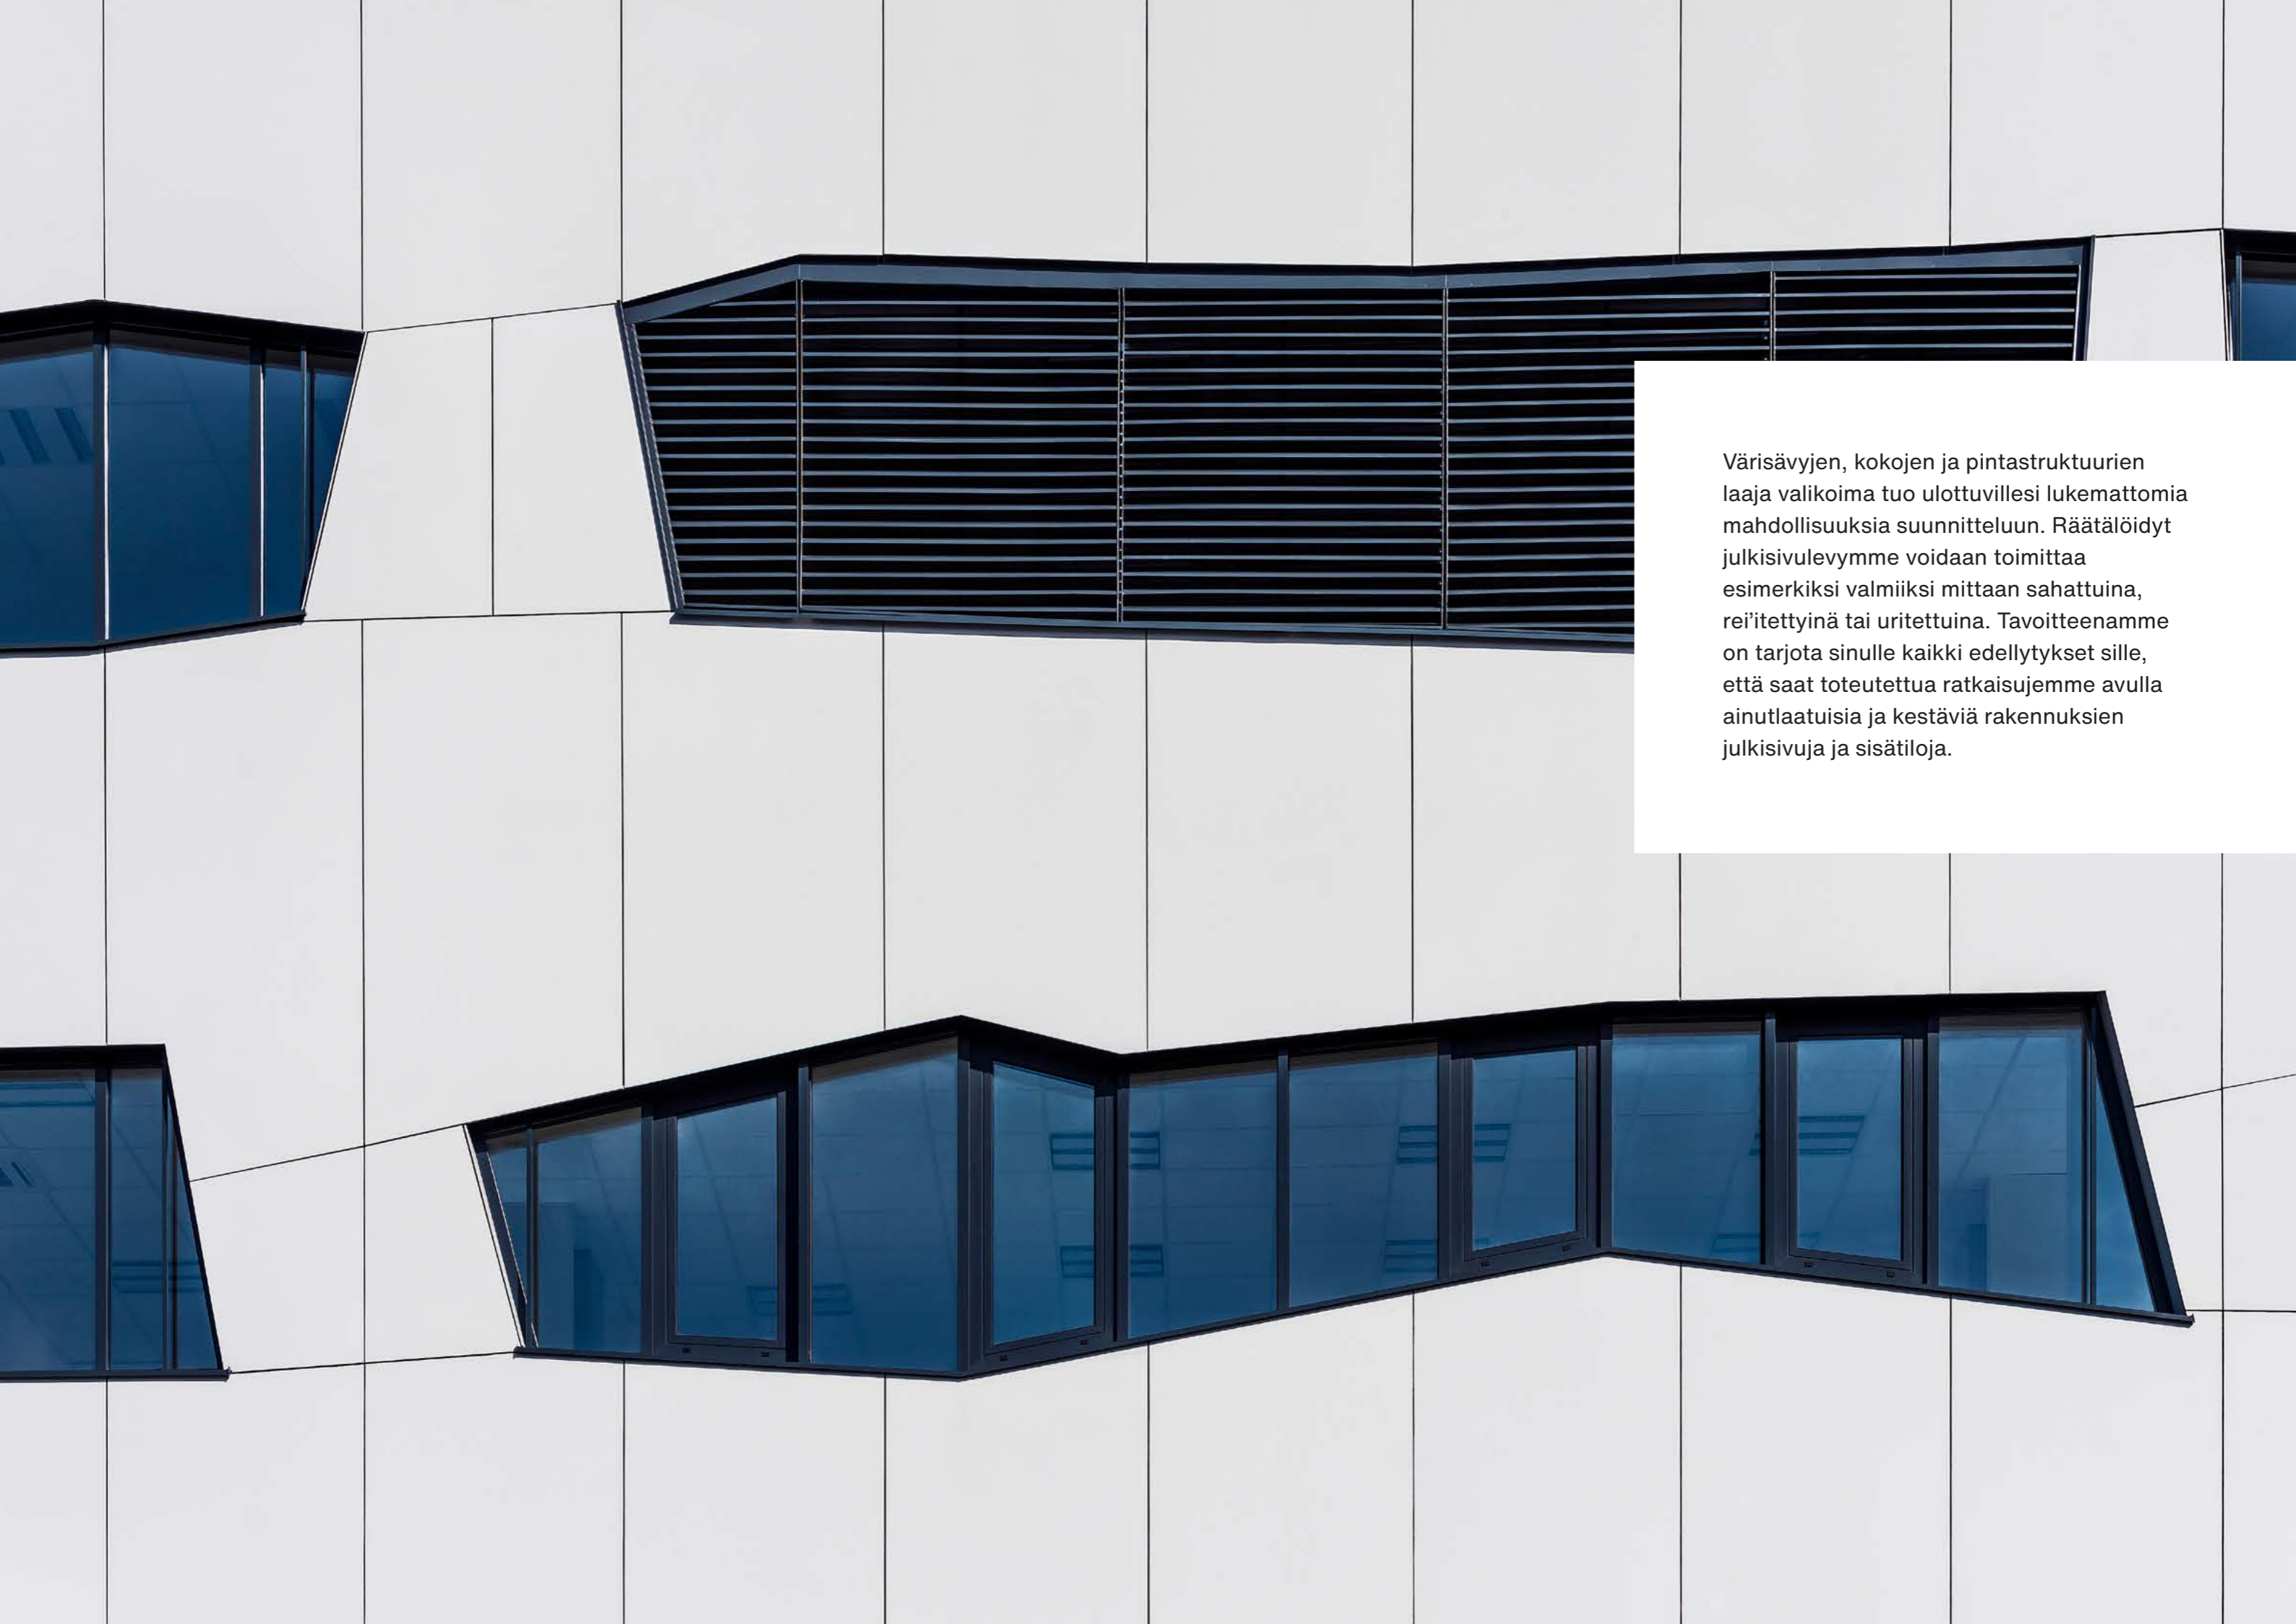 Värisävyjen, kokojen ja pintastruktuurien
laaja valikoima tuo ulottuvillesi lukemattomia
mahdollisuuksia suunnitteluun. Räätälöidyt
julkisivulevymme voidaan toimittaa
esimerkiksi valmiiksi mittaan sahattuina,
rei’itettyinä tai uritettuina. Tavoitteenamme
on tarjota sinulle kaikki edellytykset sille,
että saat toteutettua ratkaisujemme avulla
ainutlaatuisia ja kestäviä rakennuksien
julkisivuja ja sisätiloja.